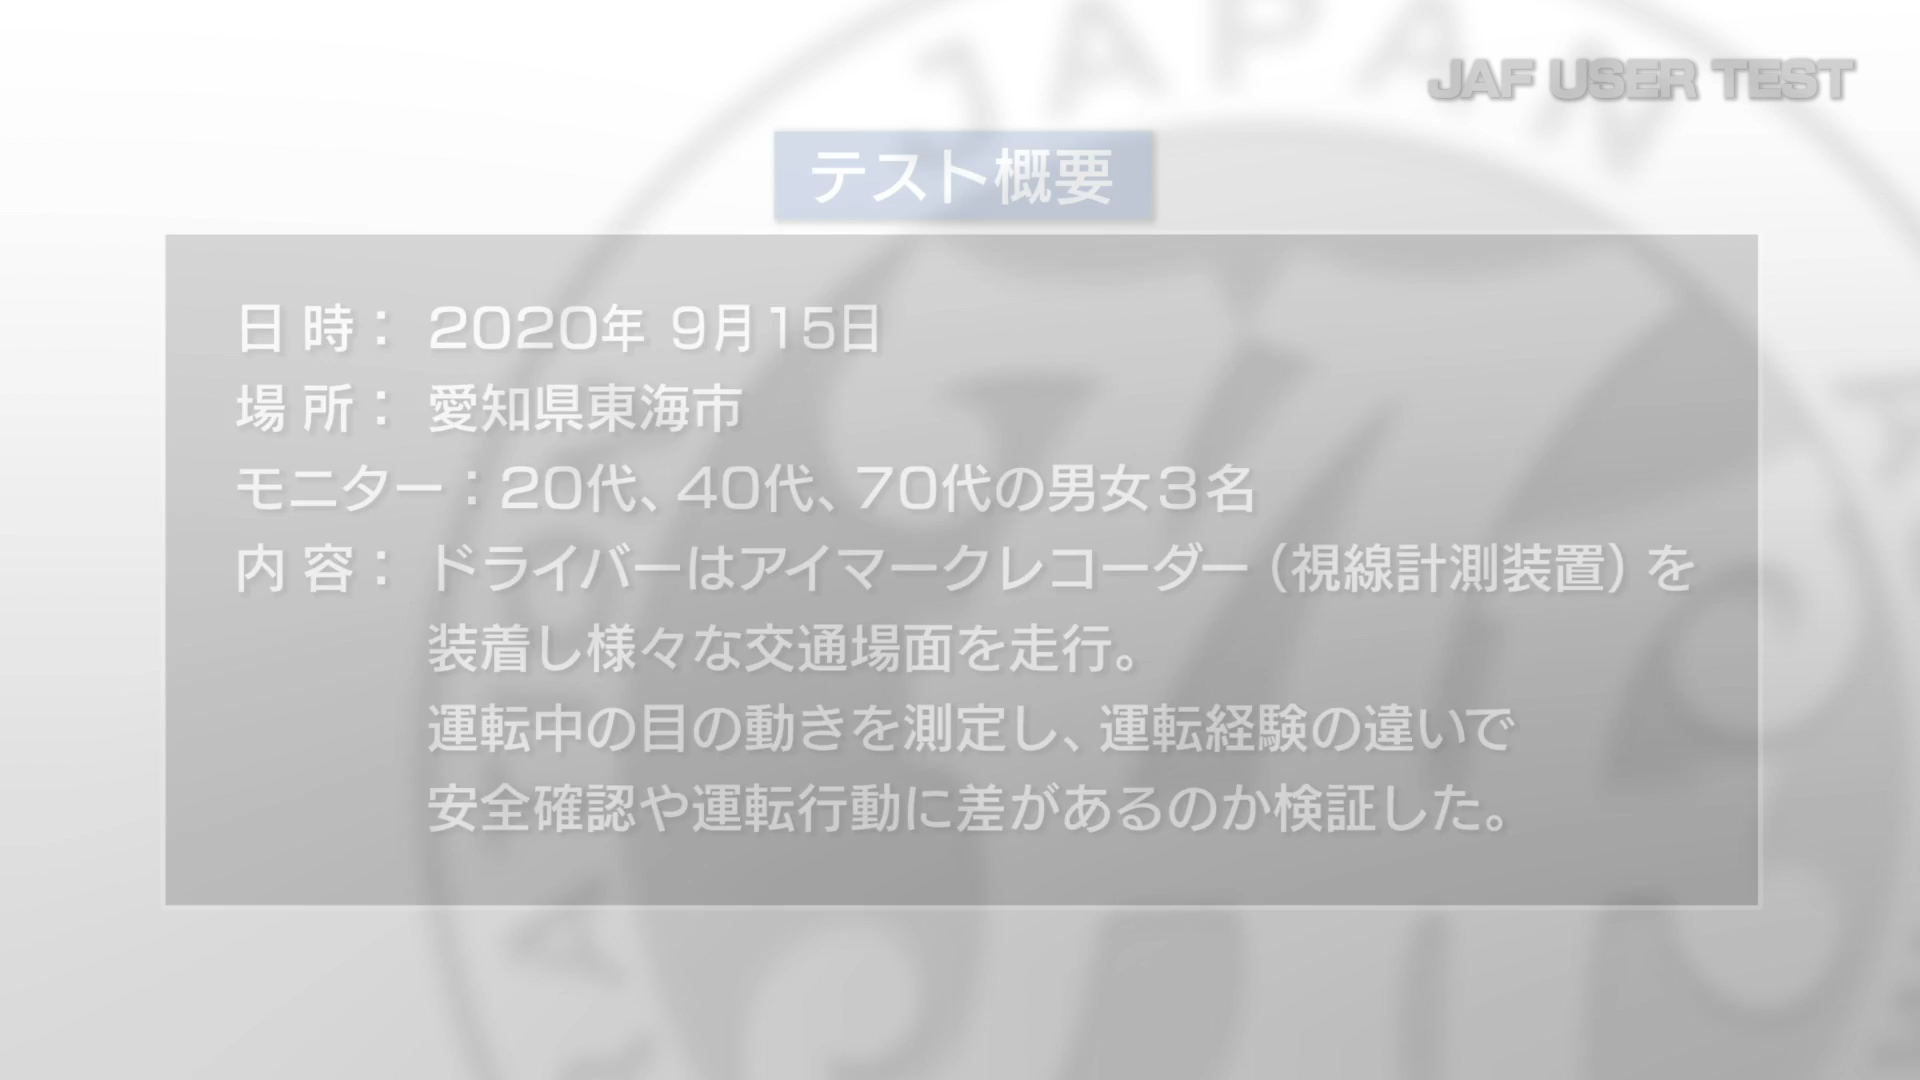 JAPAN
JAF USER TEST
テスト概要
日 時： 2020年 9月15日
場 所： 愛知県東海市
モニター：20代、40代、70代の男女3名
内 容： ドライバーはアイマークレコーダー（視線計測装置）を
装着し様々な交通場面を走行。
運転中の目の動きを測定し、運転経験の違いで
安全確認や運転行動に差があるのか検証した。